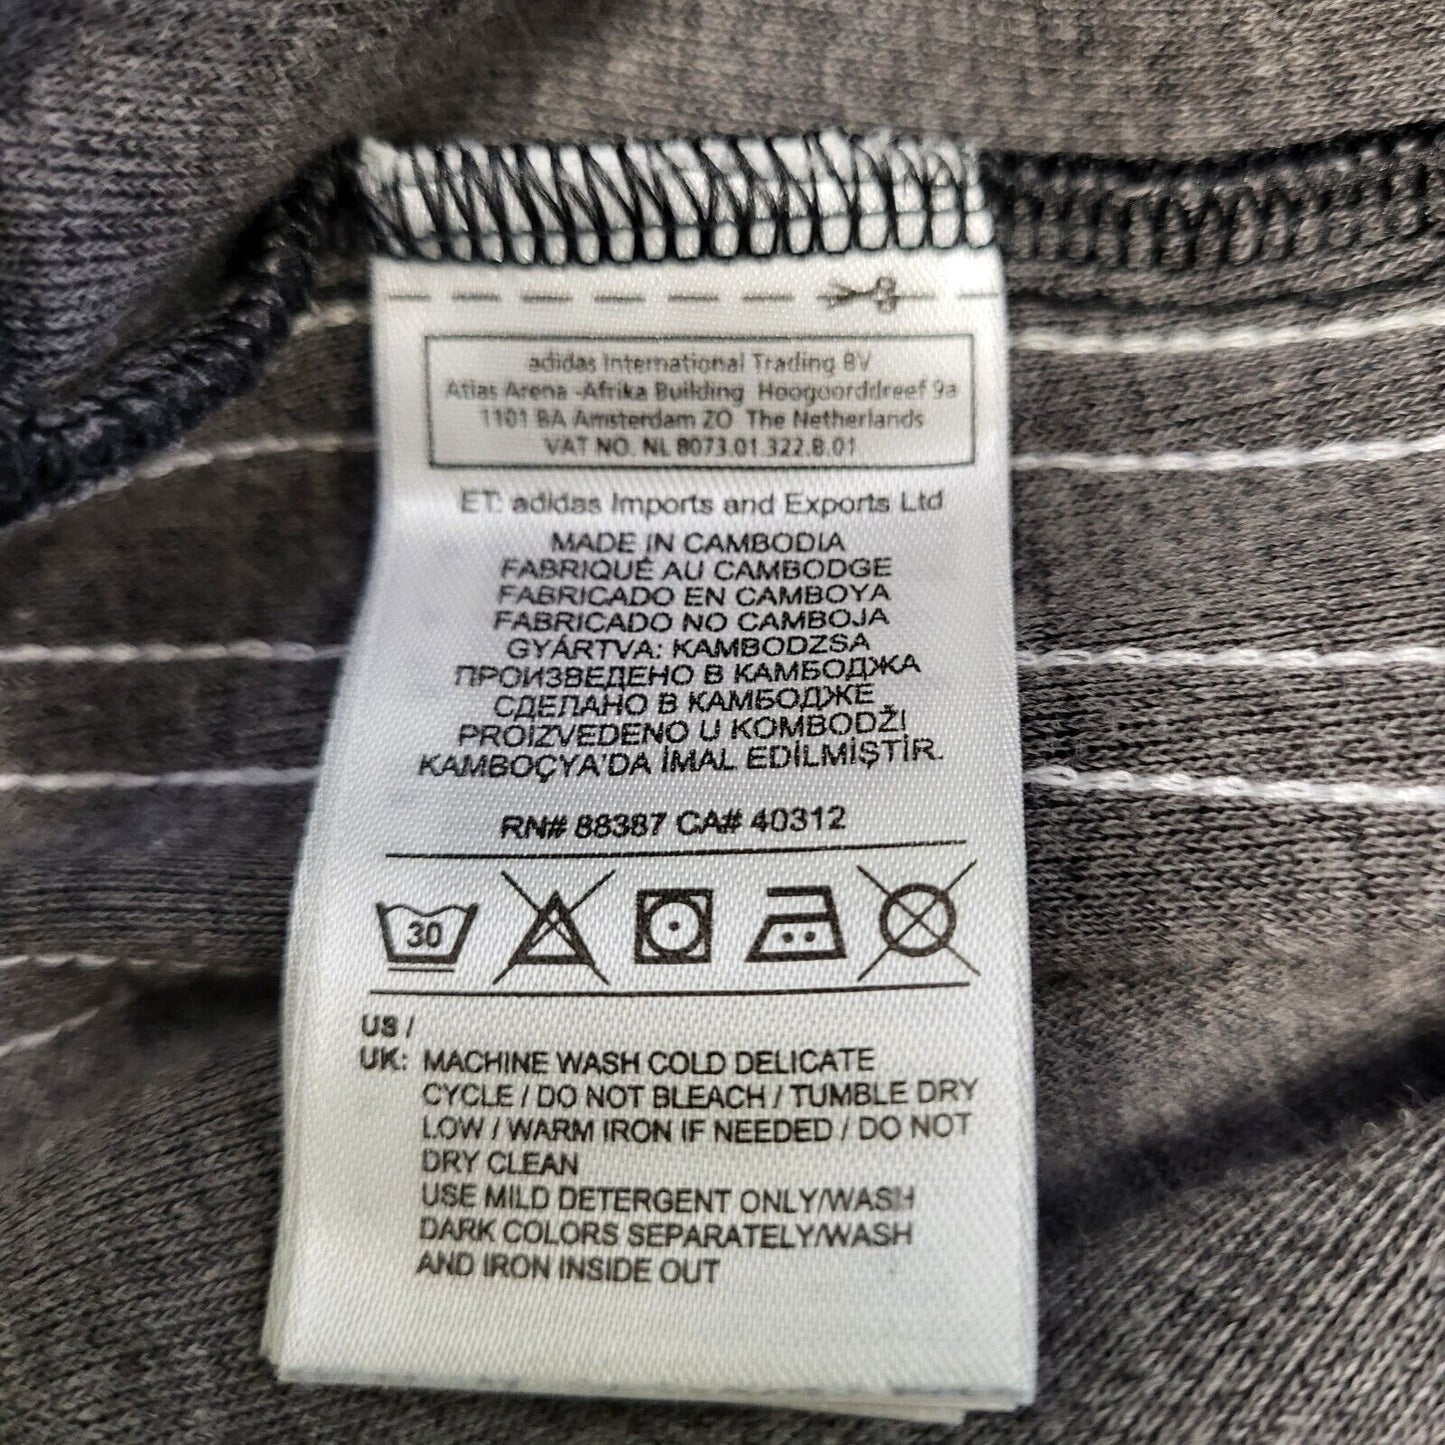 adidas International Trading BV
Atlas Arena -Afrika Building Hoogoorddreef 9a
1101 BA Amsterdam ZO The Netherlands
VAT NO. NL 8073.01.322.B.01
ET: adidas Imports and Exports Ltd
MADE IN CAMBODIA
FABRIQUÉ AU CAMBODGE
FABRICADO EN CAMBOYA
FABRICADO NO CAMBOJA
GYÁRTVA: KAMBODZSA
ПРОИЗВЕДЕНО В КАМБОДЖА
СДЕЛАНО В КАМБОДЖЕ
PROIZVEDENO U KOMBODŽI
KAMBOÇYA'DA İMAL EDİLMİŞTİR.
RN# 88387 CA# 40312
30
US /
UK: MACHINE WASH COLD DELICATE
CYCLE / DO NOT BLEACH / TUMBLE DRY
LOW / WARM IRON IF NEEDED / DO NOT
DRY CLEAN
USE MILD DETERGENT ONLY/WASH
DARK COLORS SEPARATELY/WASH
AND IRON INSIDE OUT